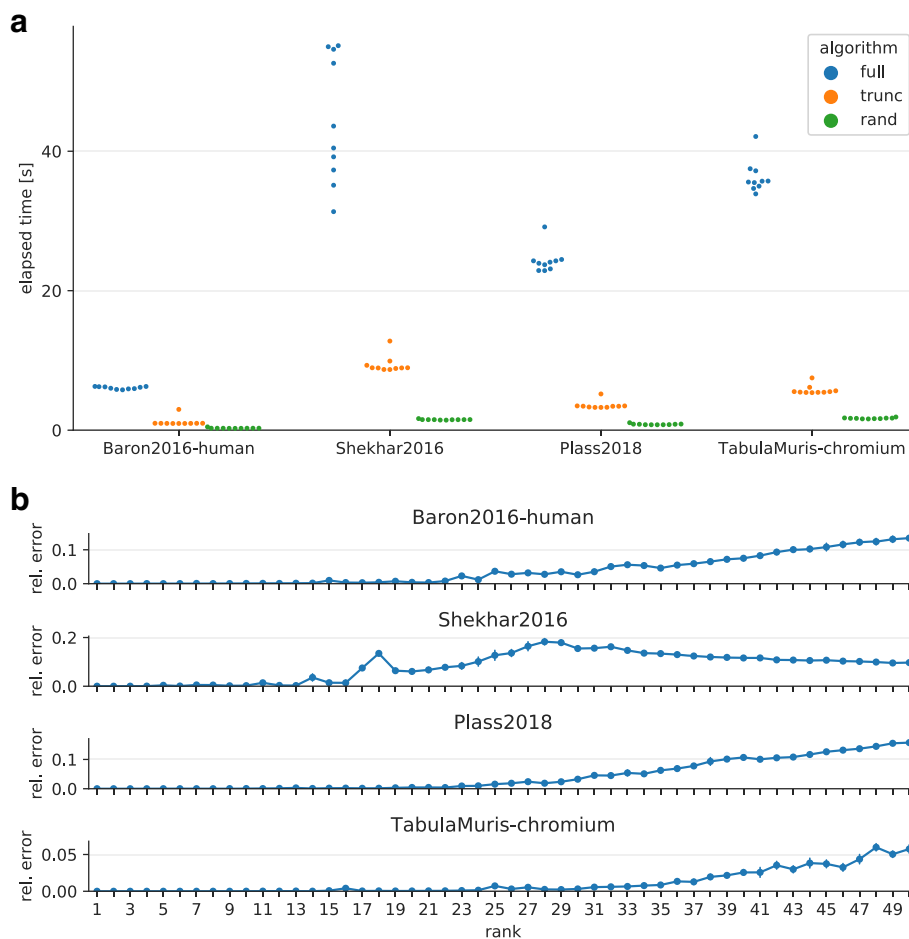 a
algorithm
full
trunc
rand
elapsed time [s]
40
20
0
Baron2016-human Shekhar2016 Plass2018 TabulaMuris-chromium
b
Baron2016-human
rel. error
0.1
0.0
Shekhar2016
rel. error
0.2
0.0
Plass2018
rel. error
0.1
0.0
TabulaMuris-chromium
rel. error
0.05
0.00
1 3 5 7 9 11 13 15 17 19 21 23 25 27 29 31 33 35 37 39 41 43 45 47 49
rank